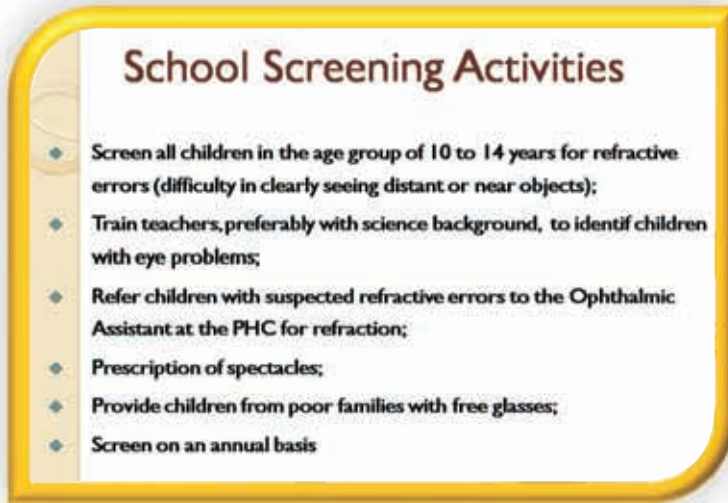 School Screening Activities
Screen all children in the age group of 10 to 14 years for refractive
errors (difficulty in clearly seeing distant or near objects);
Train teachers, preferably with science background, to identif children
with eye problems;
Refer children with suspected refractive errors to the Ophthalmic
Assistant at the PHC for refraction;
Prescription of spectacles;
Provide children from poor families with free glasses;
Screen on an annual basis